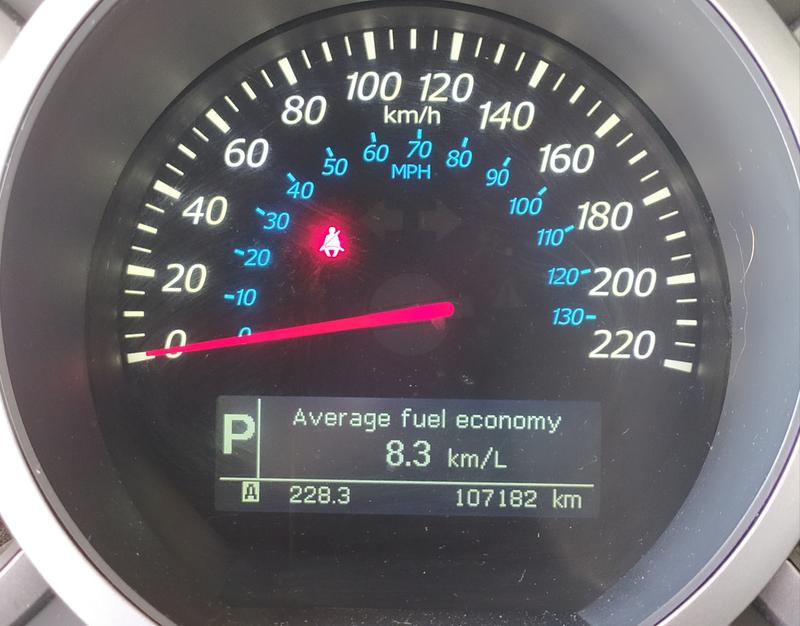 100 120
km/h
80 140
60 160
40 180
20 200
0 220
60 70 80
MPH
50 90
40 100
30 110
20 120
10 130
0
P
Average fuel economy
8.3 km/L
A 228.3 107182 km